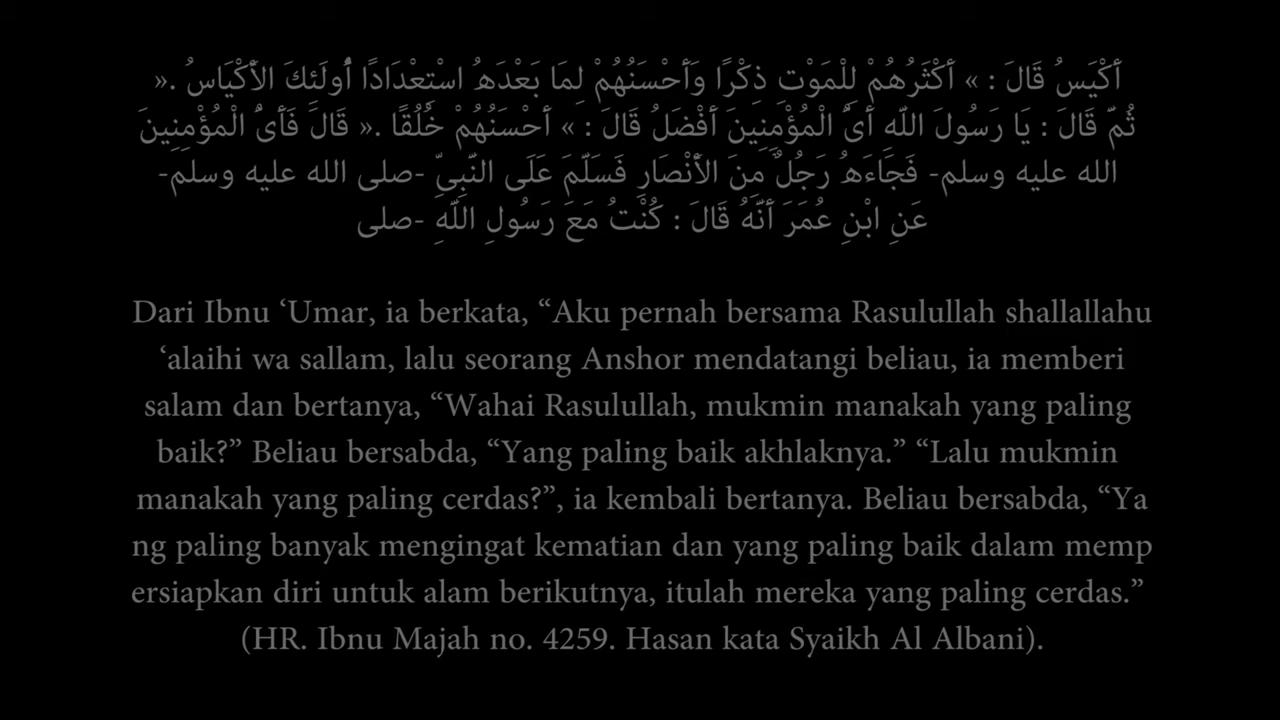 أَكْيَسُ قَالَ : » أَكْثَرُهُمْ لِلْمَوْتِ ذِكْرًا وَأَحْسَنُهُمْ لِمَا بَعْدَهُ اسْتِعْدَادًا أُولَئِكَ الأَكْيَاسُ .«
ثُمَّ قَالَ : يَا رَسُولَ اللَّهِ أَىُّ الْمُؤْمِنِينَ أَفْضَلُ قَالَ : » أَحْسَنُهُمْ خُلُقًا .« قَالَ فَأَىُّ الْمُؤْمِنِينَ
الله عليه وسلم- فَجَاءَهُ رَجُلٌ مِنَ الأَنْصَارِ فَسَلَّمَ عَلَى النَّبِىِّ -صلى الله عليه وسلم-
عَنِ ابْنِ عُمَرَ أَنَّهُ قَالَ : كُنْتُ مَعَ رَسُولِ اللَّهِ -صلى
Dari Ibnu ‘Umar, ia berkata, “Aku pernah bersama Rasulullah shallallahu
‘alaihi wa sallam, lalu seorang Anshor mendatangi beliau, ia memberi
salam dan bertanya, “Wahai Rasulullah, mukmin manakah yang paling
baik?” Beliau bersabda, “Yang paling baik akhlaknya.” “Lalu mukmin
manakah yang paling cerdas?”, ia kembali bertanya. Beliau bersabda, “Ya
ng paling banyak mengingat kematian dan yang paling baik dalam memp
ersiapkan diri untuk alam berikutnya, itulah mereka yang paling cerdas.”
(HR. Ibnu Majah no. 4259. Hasan kata Syaikh Al Albani).